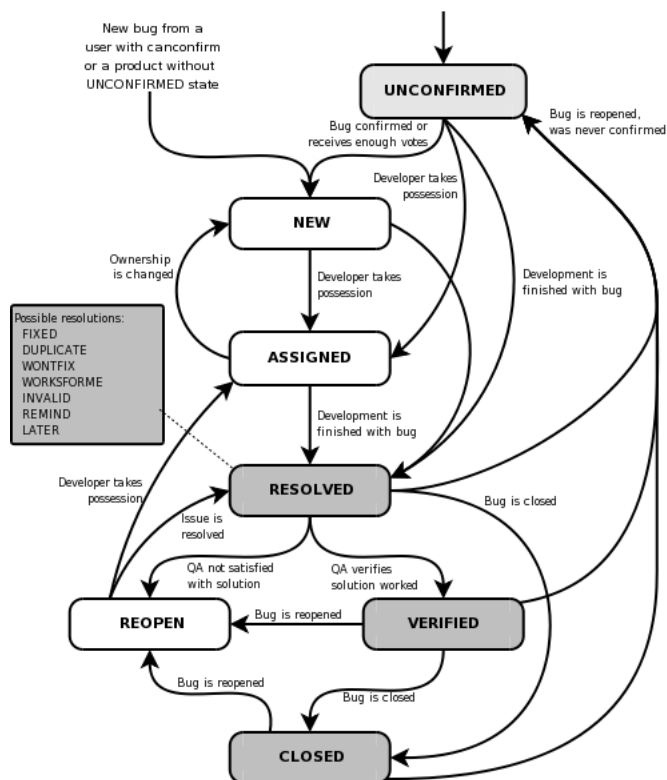 New bug from a
user with canconfirm
or a product without
UNCONFIRMED state
UNCONFIRMED
Bug is reopened,
was never confirmed
Bug confirmed or
receives enough votes
Developer takes
possession
NEW
Ownership
is changed
Developer takes
possession
Development is
finished with bug
Possible resolutions:
FIXED
DUPLICATE
WONTFIX
WORKSFORME
INVALID
REMIND
LATER
ASSIGNED
Development is
finished with bug
Developer takes
possession
RESOLVED
Bug is closed
Issue is
resolved
QA not satisfied
with solution
QA verifies
solution worked
REOPEN
Bug is reopened
VERIFIED
Bug is reopened
Bug is closed
CLOSED